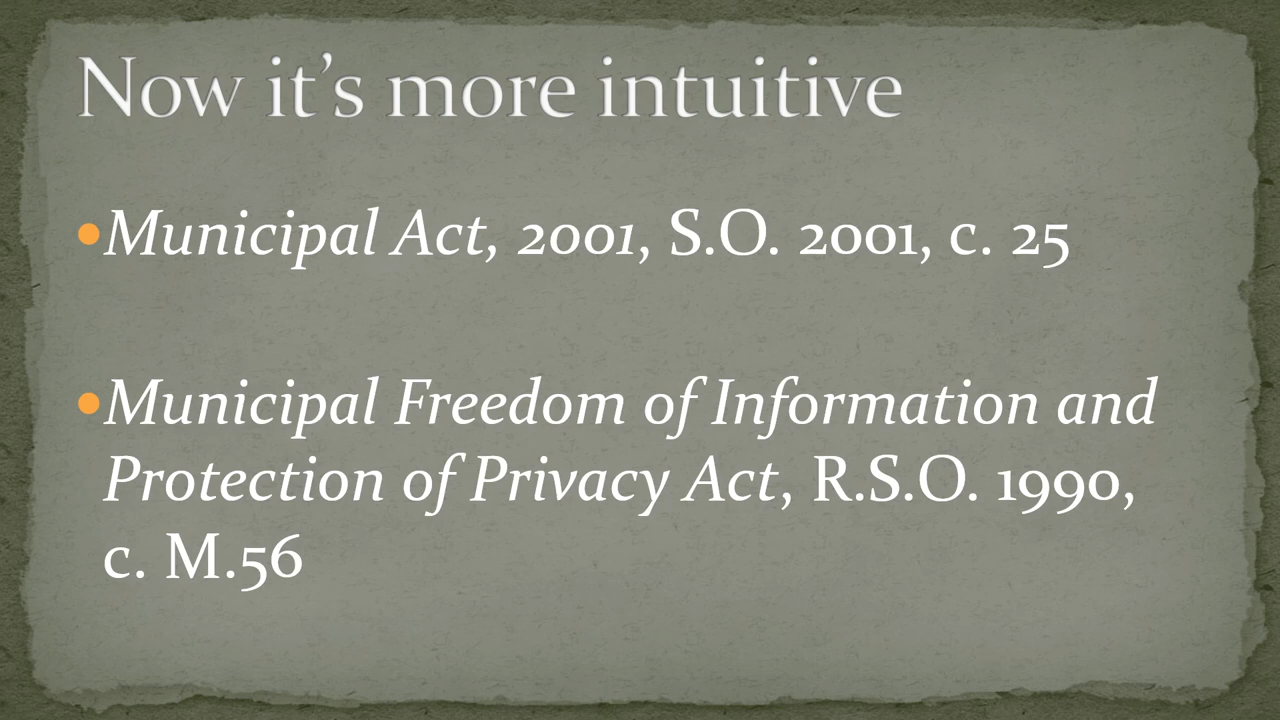 Now it’s more intuitive
•Municipal Act, 2001, S.O. 2001, c. 25
•Municipal Freedom of Information and
Protection of Privacy Act, R.S.O. 1990,
c. M.56